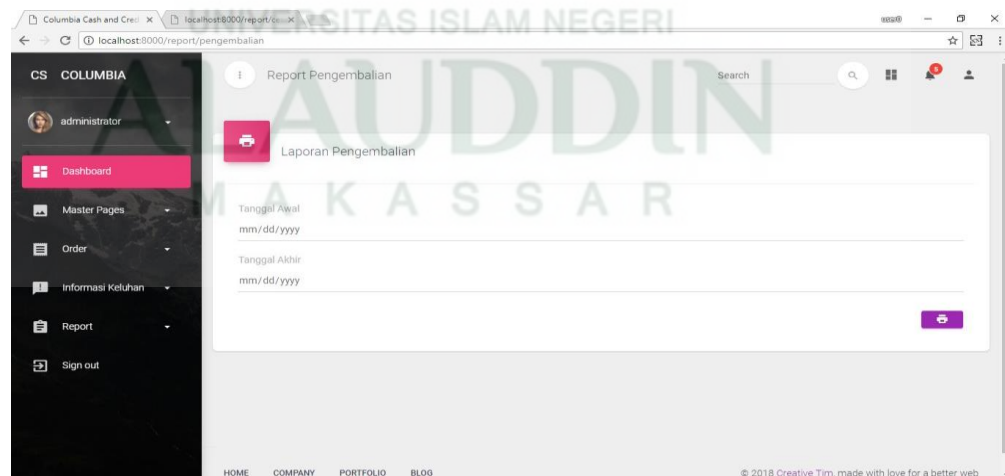 UNIVERSITAS ISLAM NEGERI
ALAUDDIN
MAKASSAR
Columbia Cash and Cred
localhost:8000/report/
localhost:8000/report/pengembalian
CS COLUMBIA
Report Pengembalian
Search
5
administrator
Laporan Pengembalian
Dashboard
Master Pages
Order
Informasi Keluhan
Report
Sign out
Tanggal Awal
mm/dd/yyyy
Tanggal Akhir
mm/dd/yyyy
HOME COMPANY PORTFOLIO BLOG
© 2018 Creative Tim, made with love for a better web